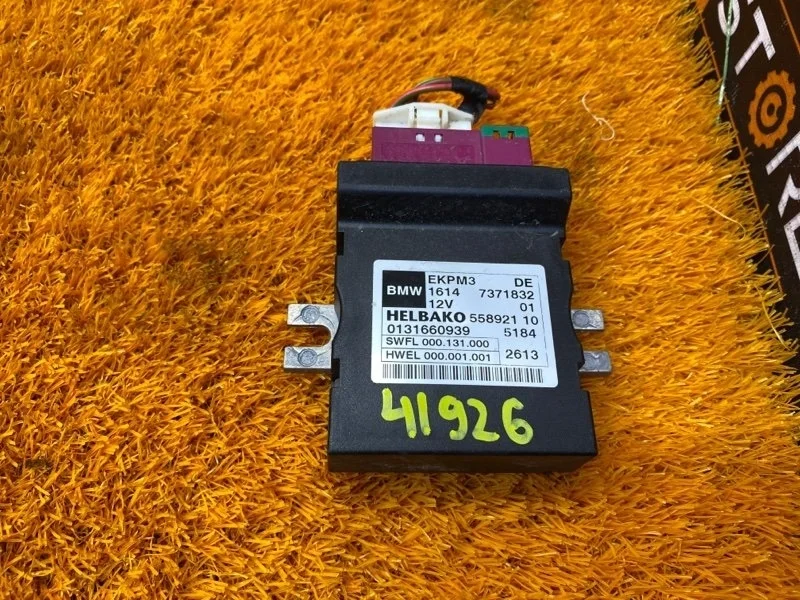 BMW EKPM3 DE
1614 7371832
12V 01
HELBAKO 558921 10
0131660939 5184
SWFL 000.131.000
HWEL 000.001.001 2613
41926